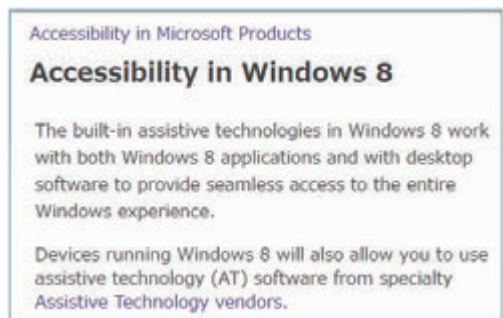 Accessibility in Microsoft Products
Accessibility in Windows 8
The built-in assistive technologies in Windows 8 work
with both Windows 8 applications and with desktop
software to provide seamless access to the entire
Windows experience.
Devices running Windows 8 will also allow you to use
assistive technology (AT) software from specialty
Assistive Technology vendors.